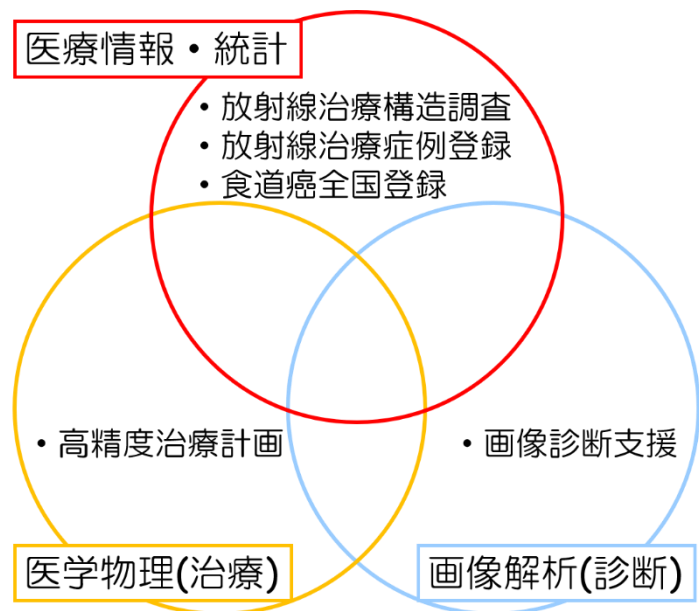 医療情報・統計
・放射線治療構造調査
・放射線治療症例登録
・食道癌全国登録
・高精度治療計画
・画像診断支援
医学物理(治療)
画像解析(診断)